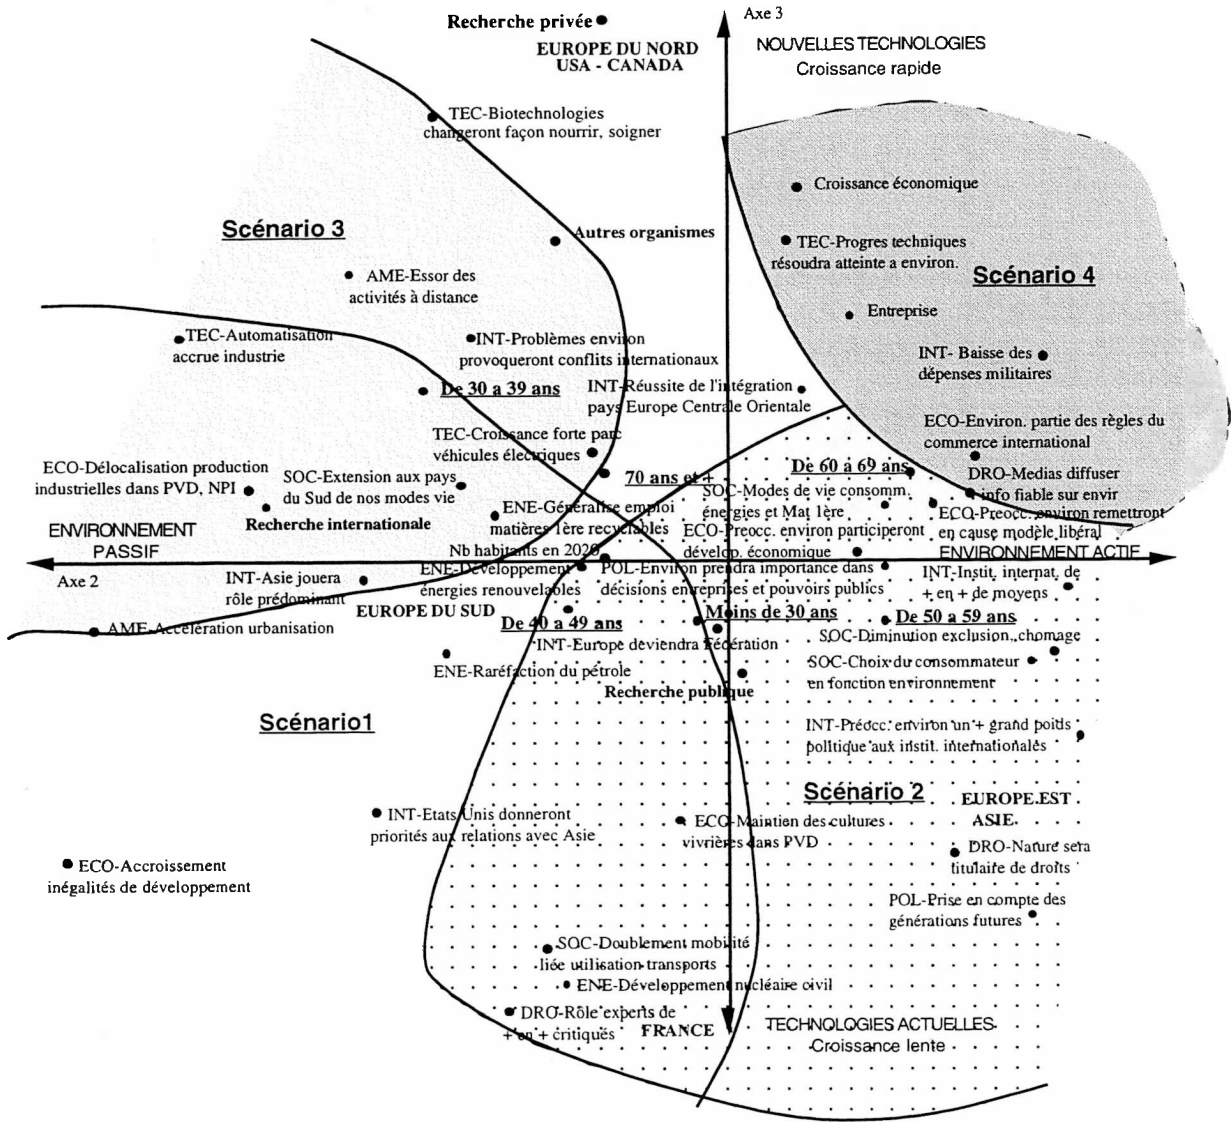 Axe 3
Recherche privée
EUROPE DU NORD
USA - CANADA
NOUVELLES TECHNOLOGIES
Croissance rapide
TEC-Biotechnologies
changeront façon nourrir, soigner
Croissance économique
Scénario 3
Autres organismes
TEC-Progres techniques
résoudra atteinte a environ.
Scénario 4
AME-Essor des
activités à distance
Entreprise
TEC-Automatisation
accrue industrie
INT-Problèmes environ
provoqueront conflits internationaux
INT- Baisse des
dépenses militaires
De 30 a 39 ans
INT-Réussite de l'intégration
pays Europe Centrale Orientale
ECO-Environ. partie des règles du
commerce international
TEC-Croissance forte parc
véhicules électriques
ECO-Délocalisation production
industrielles dans PVD, NPI
SOC-Extension aux pays
du Sud de nos modes vie
70 ans et +
De 60 a 69 ans
DRO-Medias diffuser
info fiable sur envir
SOC-Modes de vie consomm.
énergies et Mat 1ère
Recherche internationale
ENE-Généralise emploi
matières 1ère recyclables
ECO-Preocc. environ remettront
en cause modèle libéral
ENVIRONNEMENT
PASSIF
ECO-Preocc. environ participeront
dévelop. économique
Nb habitants en 2020
ENVIRONNEMENT ACTIF
Axe 2
INT-Asie jouera
rôle prédominant
ENE-Développement
énergies renouvelables
POL-Environ prendra importance dans
décisions entreprises et pouvoirs publics
INT-Instit. internat. de
+ en + de moyens
EUROPE DU SUD
De 40 a 49 ans
Moins de 30 ans
De 50 a 59 ans
AME-Accélération urbanisation
INT-Europe deviendra Fédération
SOC-Diminution exclusion, chomage
ENE-Raréfaction du pétrole
SOC-Choix du consommateur
en fonction environnement
Recherche publique
Scénario1
INT-Préocc. environ un + grand poids
politique aux instit. internationales
Scénario 2
EUROPE EST
ASIE
INT-Etats Unis donneront
priorités aux relations avec Asie
ECO-Maintien des cultures
vivrières dans PVD
DRO-Nature sera
titulaire de droits
ECO-Accroissement
inégalités de développement
POL-Prise en compte des
générations futures
SOC-Doublement mobilité
liée utilisation transports
ENE-Développement nucléaire civil
DRO-Rôle experts de
+ en + critiqués
FRANCE
TECHNOLOGIES ACTUELLES
Croissance lente